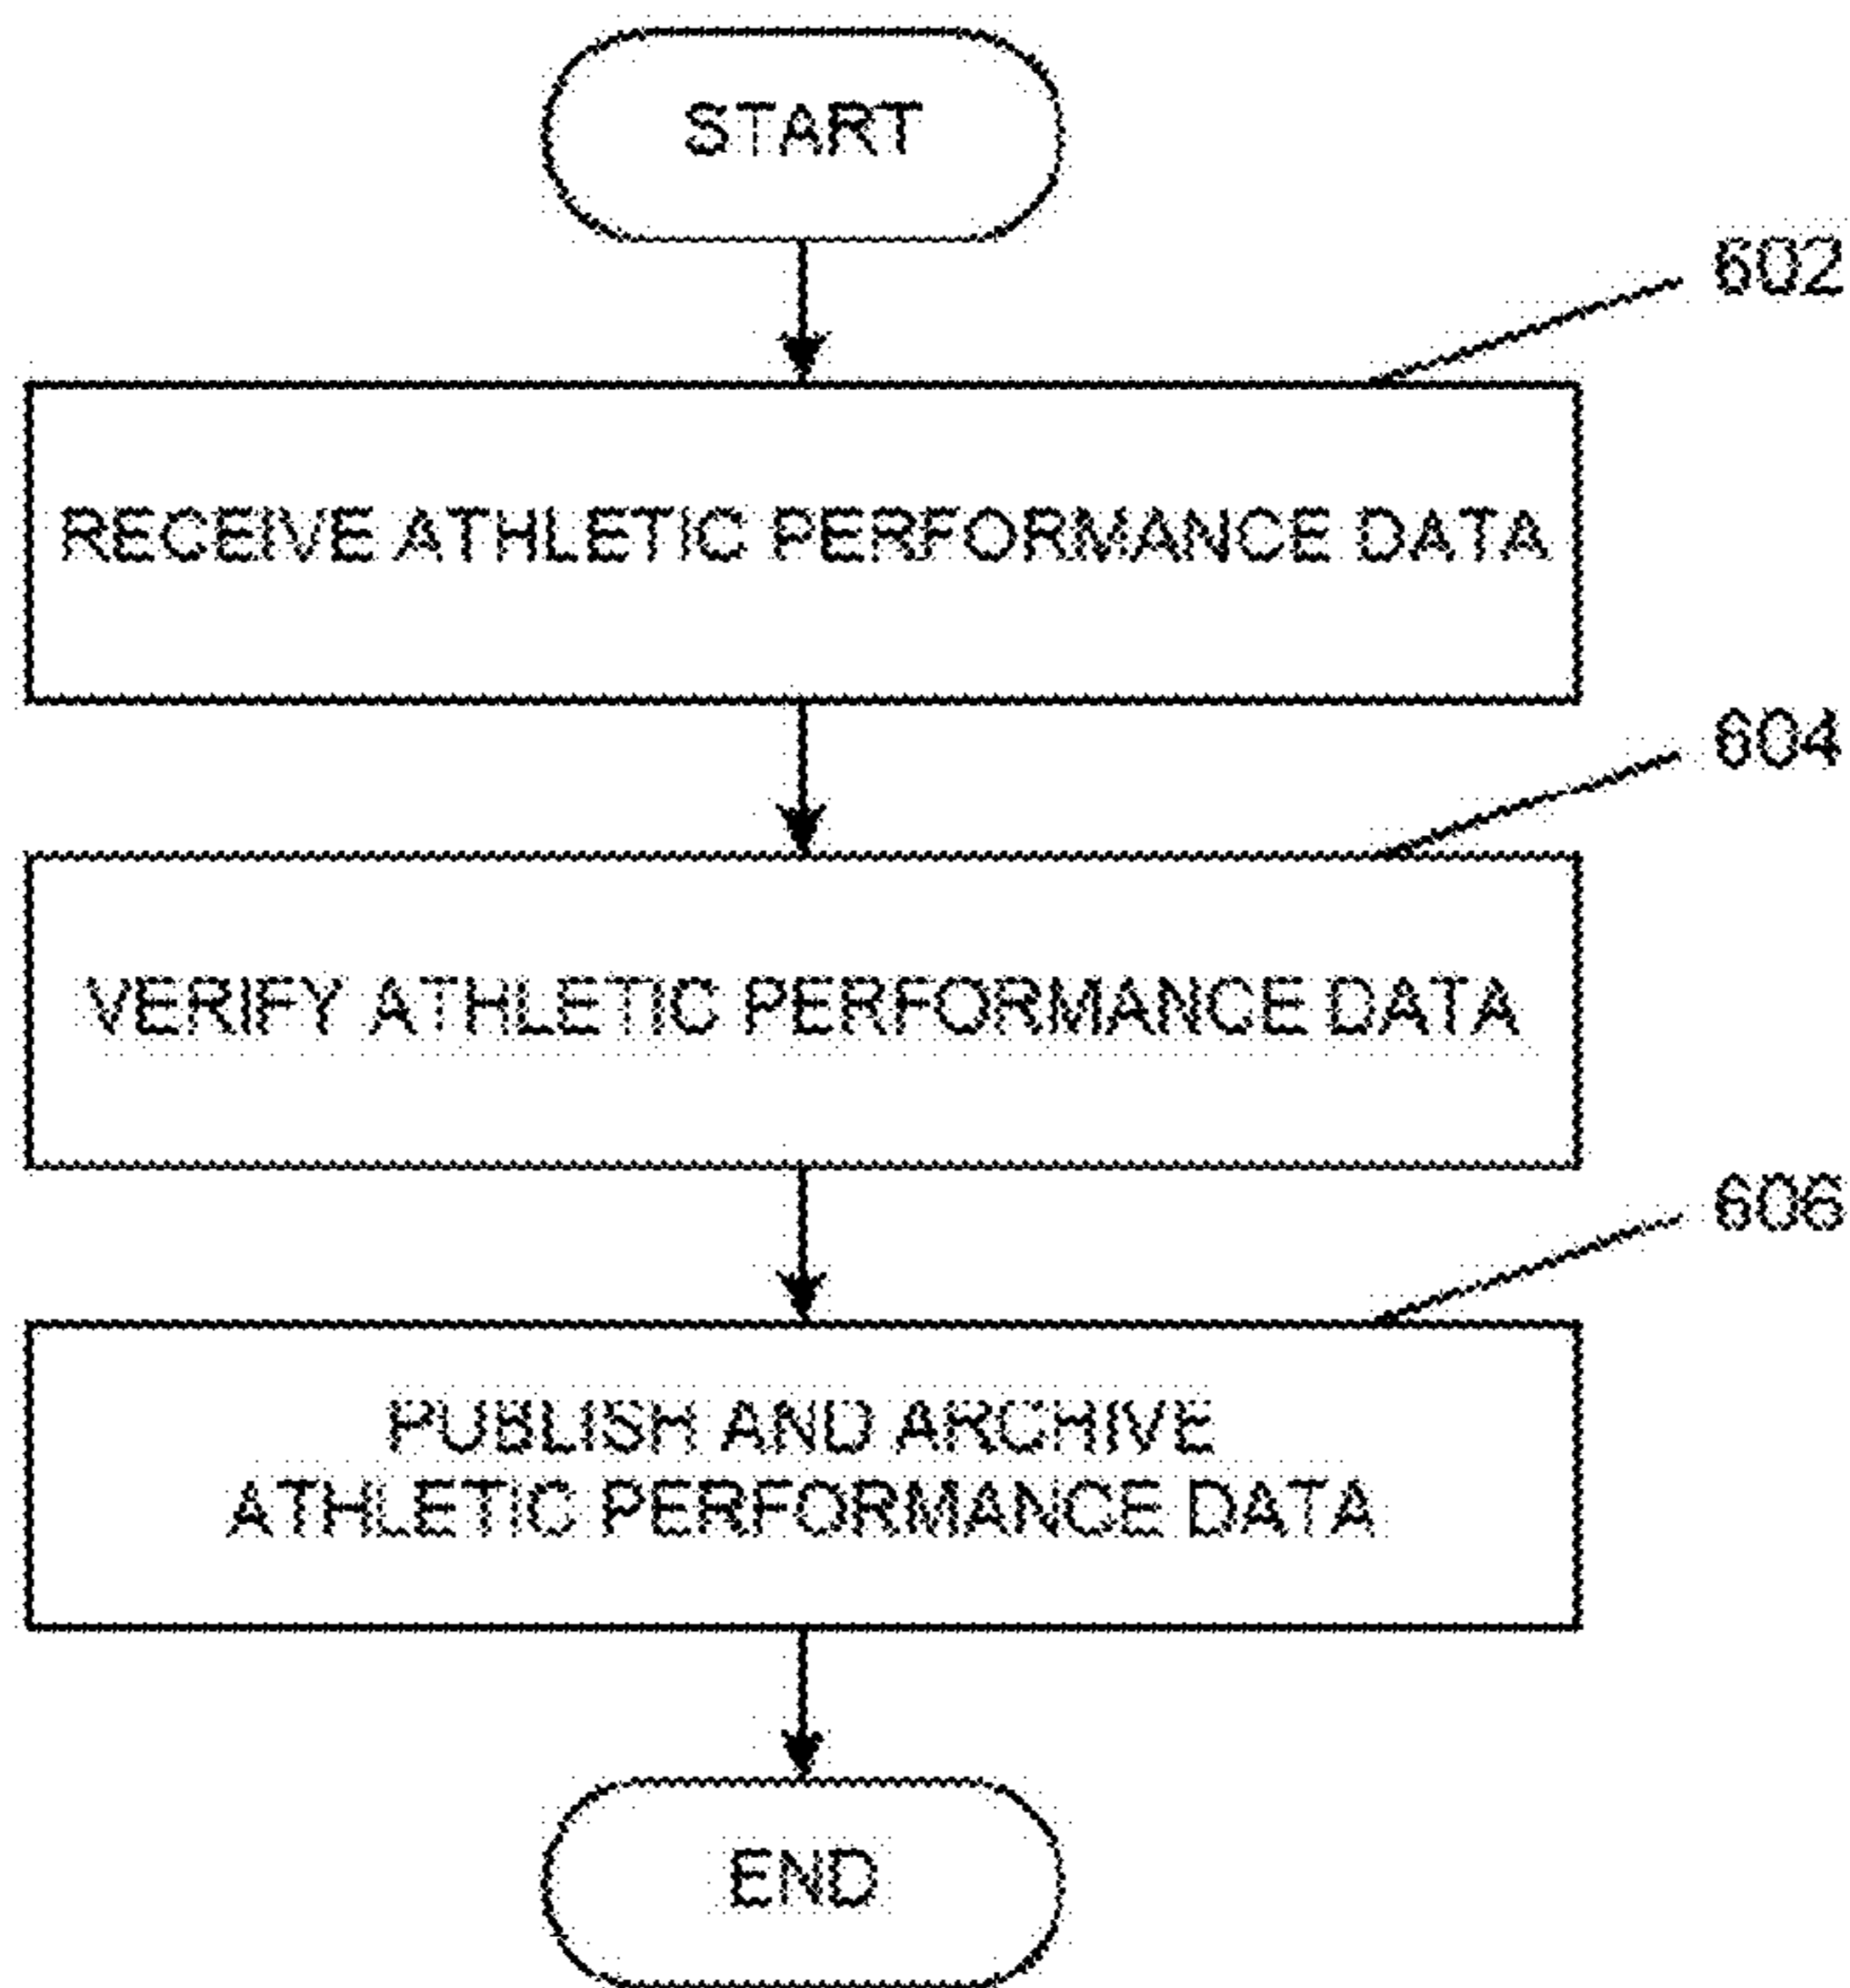 START
602
RECEIVE ATHLETIC PERFORMANCE DATA
604
VERIFY ATHLETIC PERFORMANCE DATA
606
PUBLISH AND ARCHIVE
ATHLETIC PERFORMANCE DATA
END